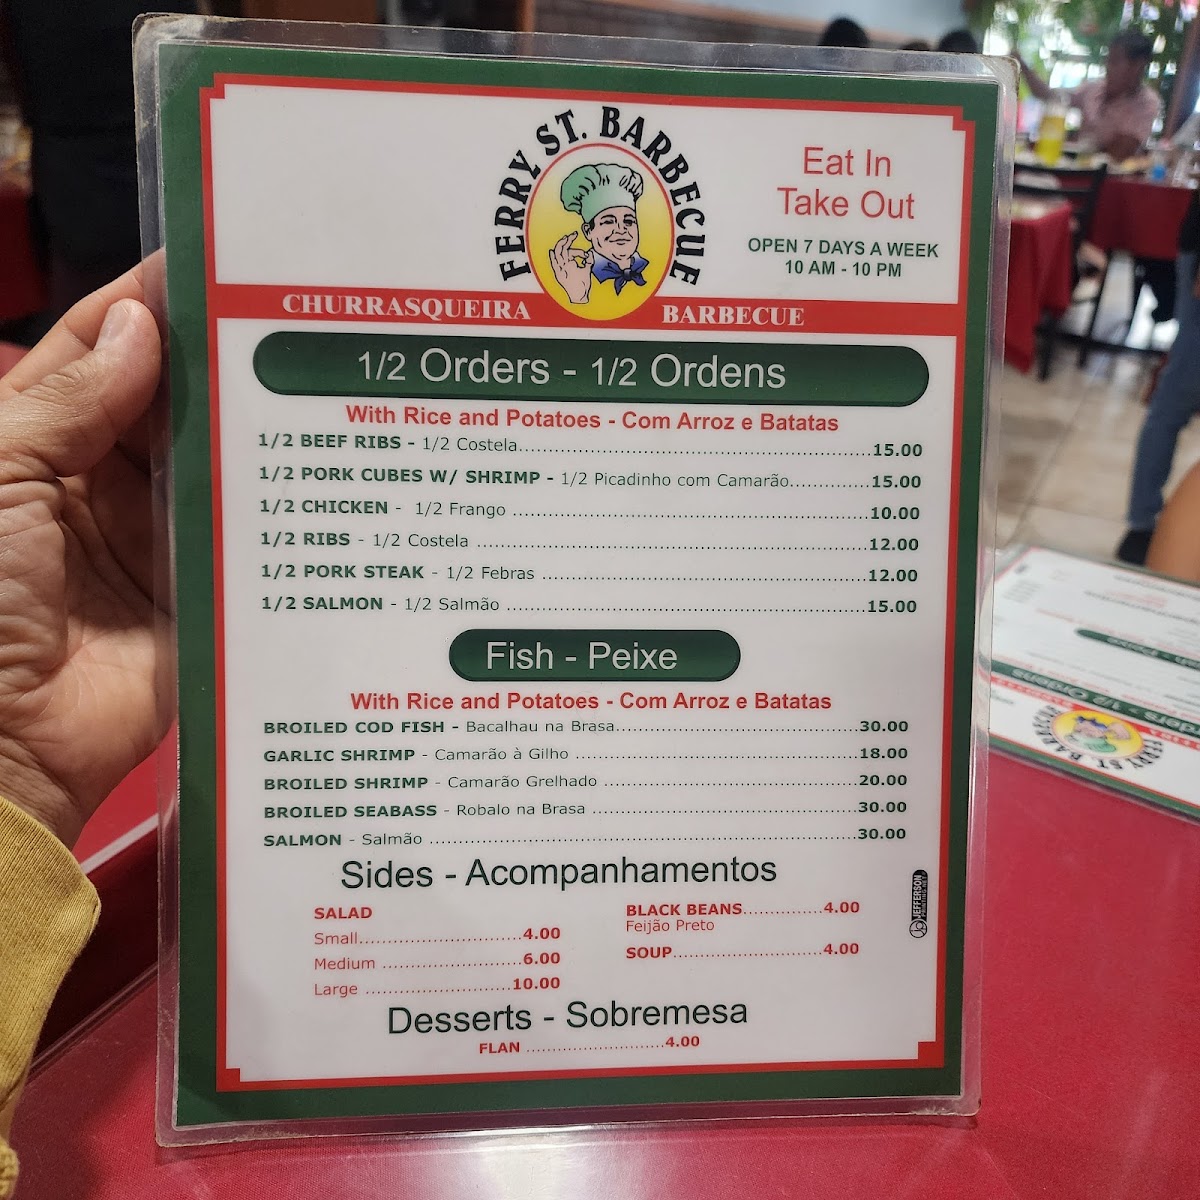 FERRY ST. BARBECUE
Eat In
Take Out
OPEN 7 DAYS A WEEK
10 AM - 10 PM
CHURRASQUEIRA BARBECUE
1/2 Orders - 1/2 Ordens
With Rice and Potatoes - Com Arroz e Batatas
1/2 BEEF RIBS - 1/2 Costela 15.00
1/2 PORK CUBES W/ SHRIMP - 1/2 Picadinho com Camarão 15.00
1/2 CHICKEN - 1/2 Frango 10.00
1/2 RIBS - 1/2 Costela 12.00
1/2 PORK STEAK - 1/2 Febras 12.00
1/2 SALMON - 1/2 Salmão 15.00
Fish - Peixe
With Rice and Potatoes - Com Arroz e Batatas
BROILED COD FISH - Bacalhau na Brasa 30.00
GARLIC SHRIMP - Camarão à Gilho 18.00
BROILED SHRIMP - Camarão Grelhado 20.00
BROILED SEABASS - Robalo na Brasa 30.00
SALMON - Salmão 30.00
Sides - Acompanhamentos
SALAD
Small 4.00
Medium 6.00
Large 10.00
BLACK BEANS 4.00
Feijão Preto
SOUP 4.00
Desserts - Sobremesa
FLAN 4.00
JEFFERSON
FERRY ST. BARBECUE
Fish - Peixe